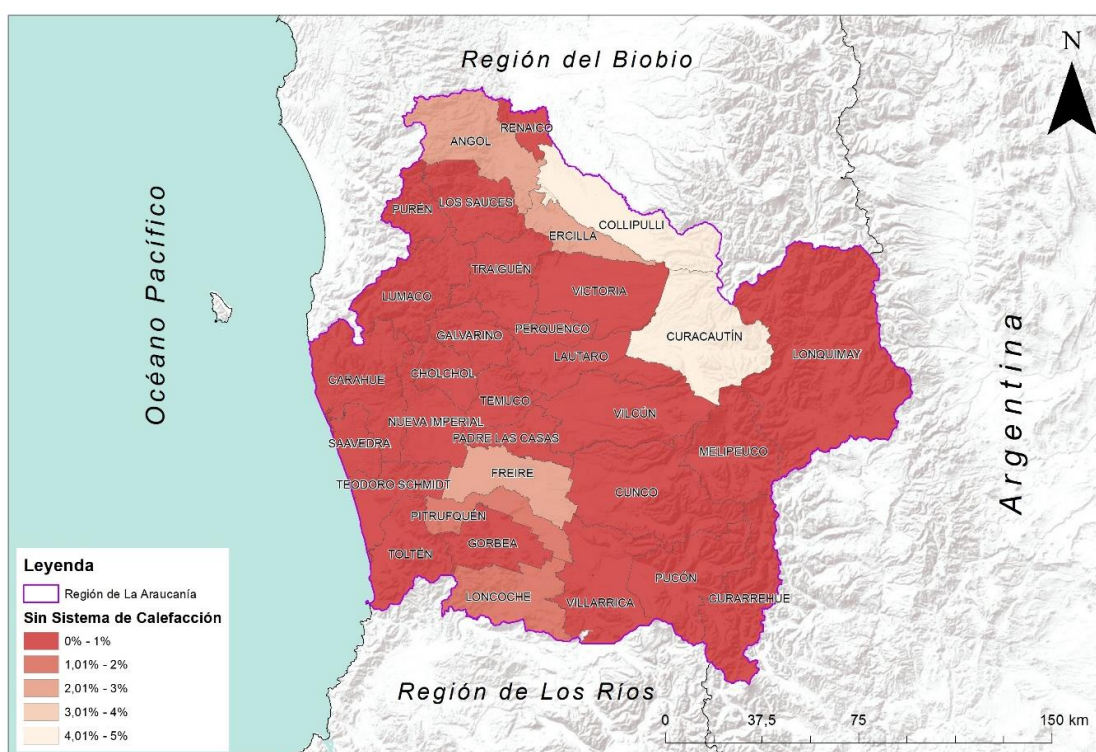 Región del Biobio
N
RENAICO
ANGOL
PURÉN
LOS SAUCES
COLLIPULLI
ERCILLA
TRAIGUÉN
VICTORIA
LUMACO
GALVARINO
PERQUENCO
CURACAUTÍN
LAUTARO
LONQUIMAY
CARAHUE
CHOLCHOL
TEMUCO
VILCÚN
NUEVA IMPERIAL
SAAVEDRA
PADRE LAS CASAS
MELIPEUCO
FREIRE
TEODORO SCHMIDT
CUNCO
PITRUFQUÉN
GORBEA
TOLTÉN
PUCÓN
LONCOCHE
VILLARRICA
CURARREHUE
Océano Pacífico
Argentina
Región de Los Ríos
Leyenda
Región de La Araucanía
Sin Sistema de Calefacción
0% - 1%
1,01% - 2%
2,01% - 3%
3,01% - 4%
4,01% - 5%
0 37,5 75 150 km